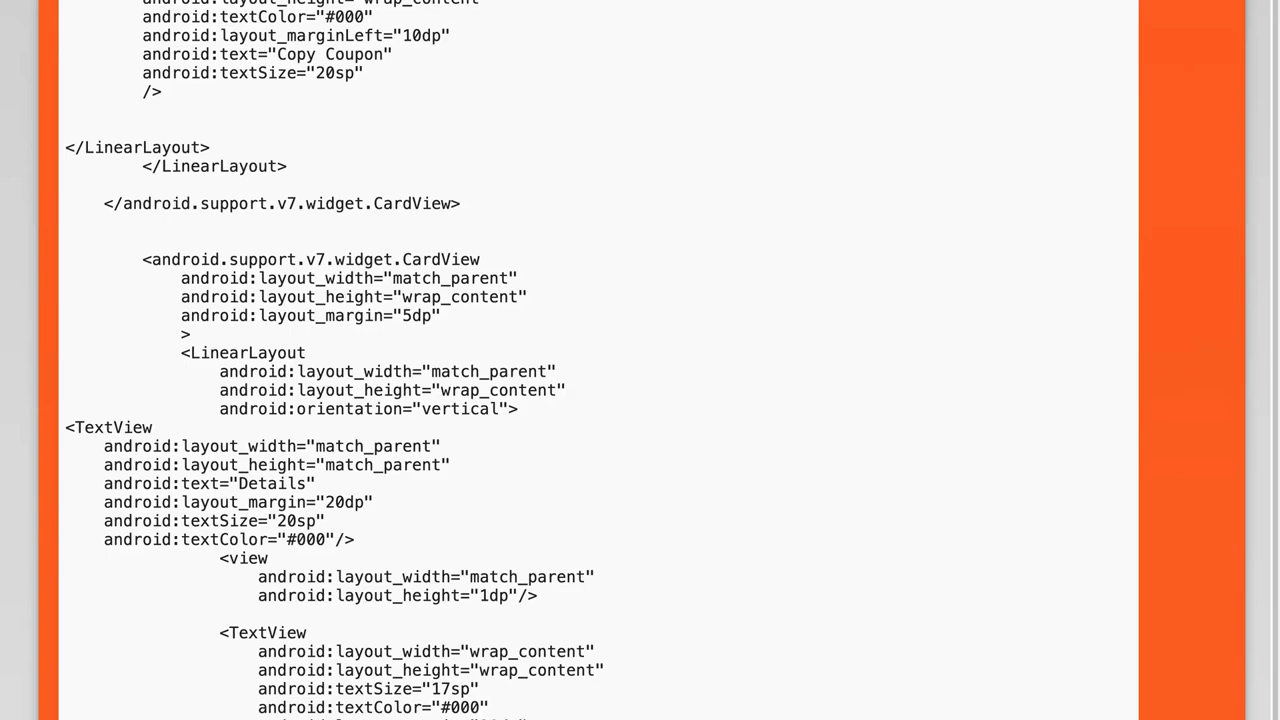 android:layout_height="wrap_content"
android:textColor="#000"
android:layout_marginLeft="10dp"
android:text="Copy Coupon"
android:textSize="20sp"
/>
</LinearLayout>
</LinearLayout>
</android.support.v7.widget.CardView>
<android.support.v7.widget.CardView
android:layout_width="match_parent"
android:layout_height="wrap_content"
android:layout_margin="5dp"
>
<LinearLayout
android:layout_width="match_parent"
android:layout_height="wrap_content"
android:orientation="vertical">
<TextView
android:layout_width="match_parent"
android:layout_height="match_parent"
android:text="Details"
android:layout_margin="20dp"
android:textSize="20sp"
android:textColor="#000"/>
<view
android:layout_width="match_parent"
android:layout_height="1dp"/>
<TextView
android:layout_width="wrap_content"
android:layout_height="wrap_content"
android:textSize="17sp"
android:textColor="#000"